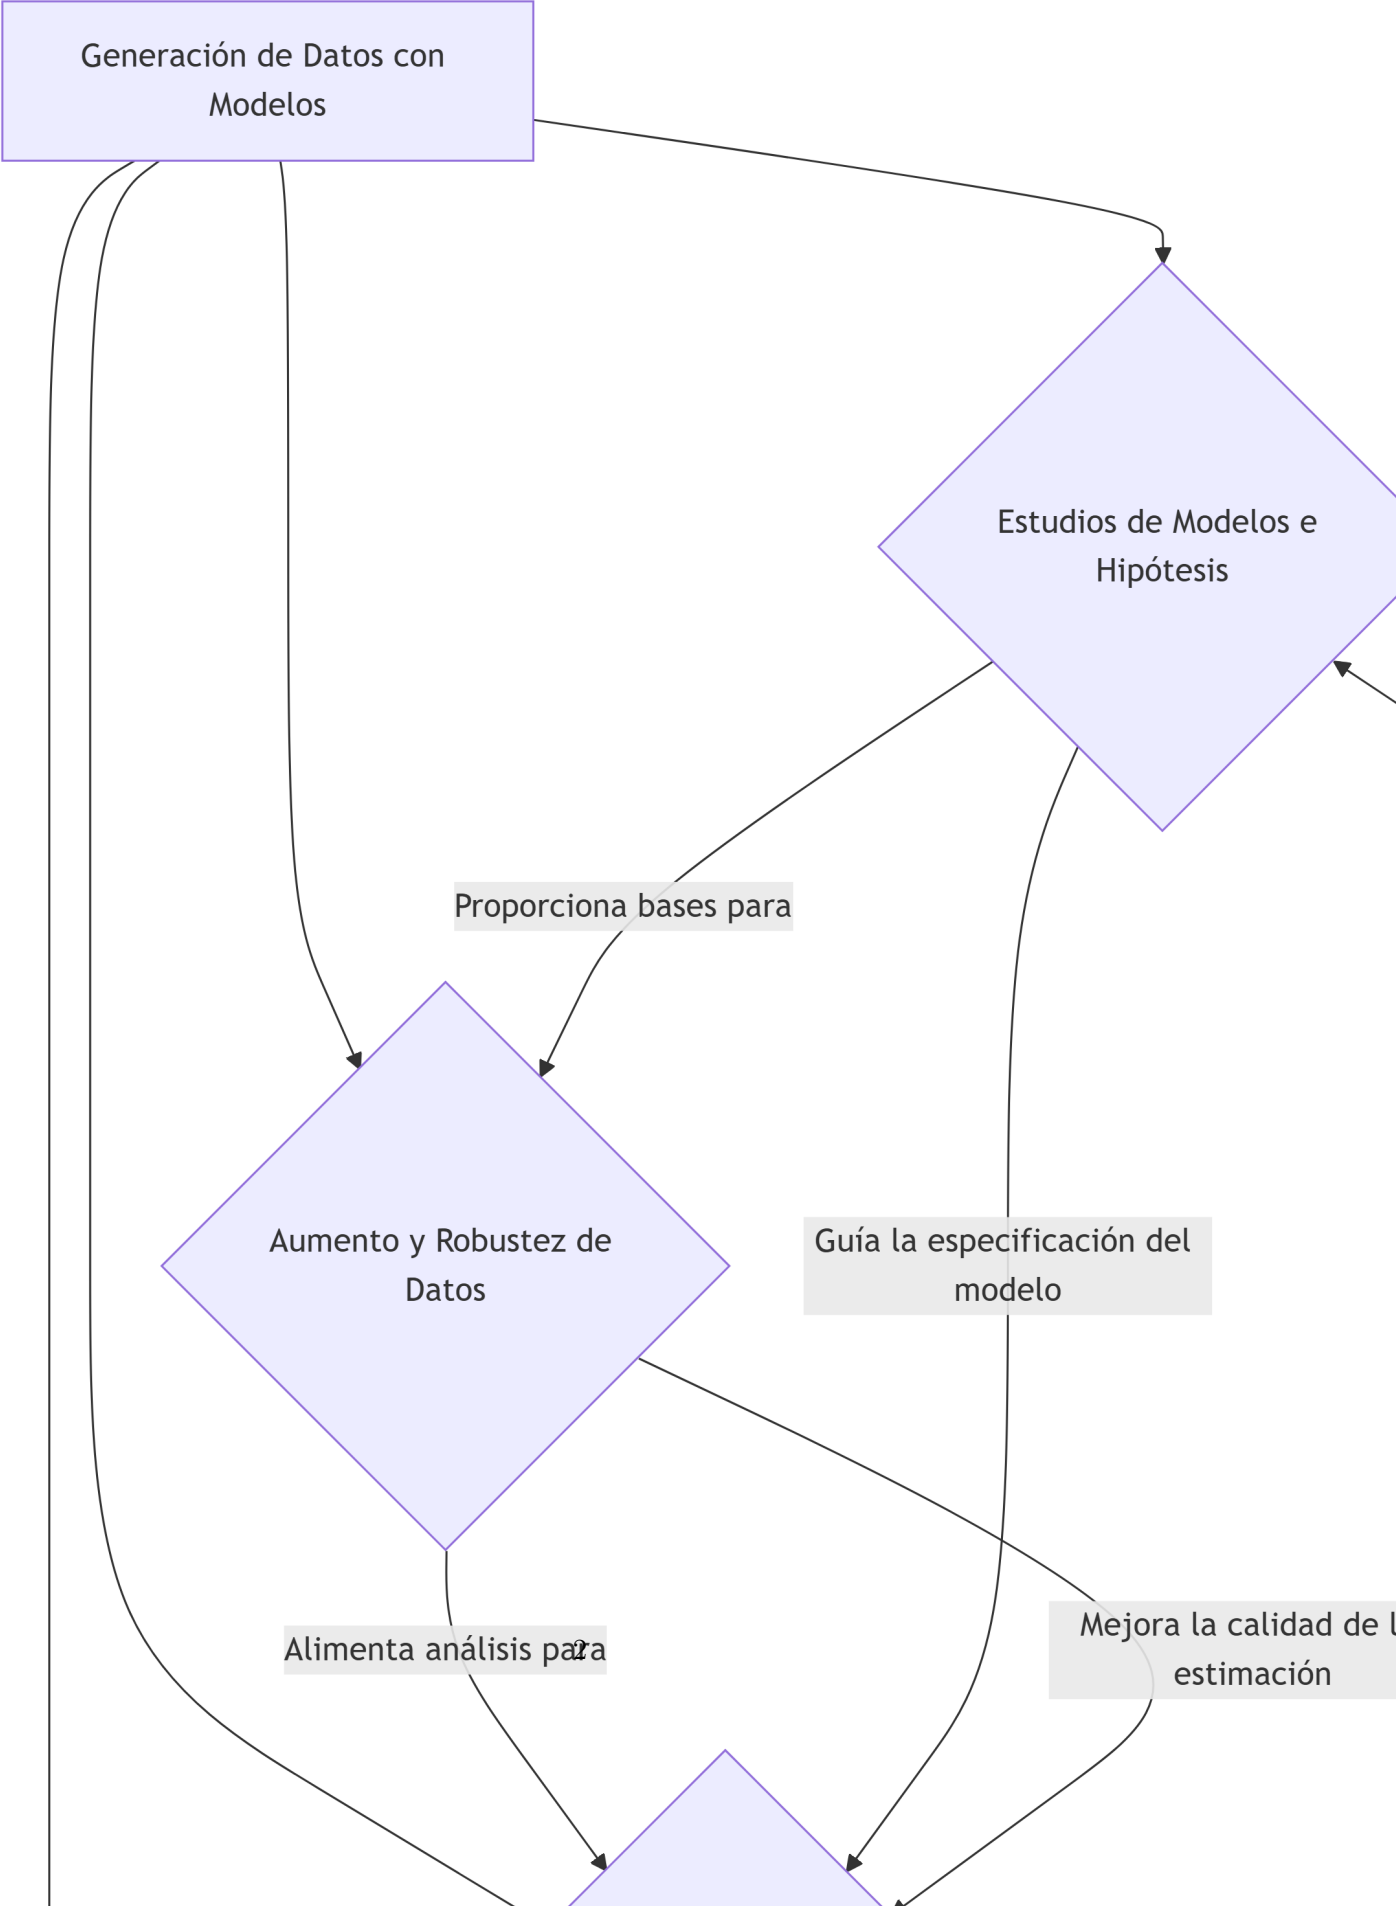 Generación de Datos con
Modelos
Estudios de Modelos e
Hipótesis
Proporciona bases para
Aumento y Robustez de
Datos
Guía la especificación del
modelo
Mejora la calidad de l
estimación
Alimenta análisis para
2